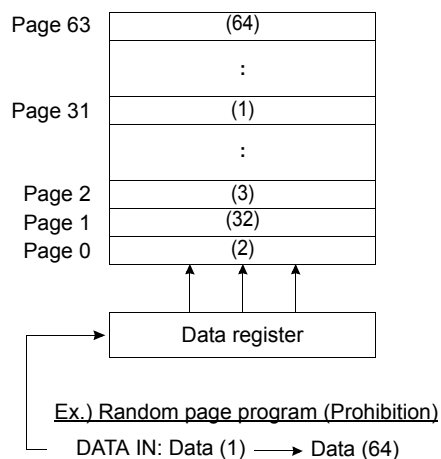 Page 63 (64)
:
Page 31 (1)
:
Page 2 (3)
Page 1 (32)
Page 0 (2)
Data register
Ex.) Random page program (Prohibition)
DATA IN: Data (1) Data (64)